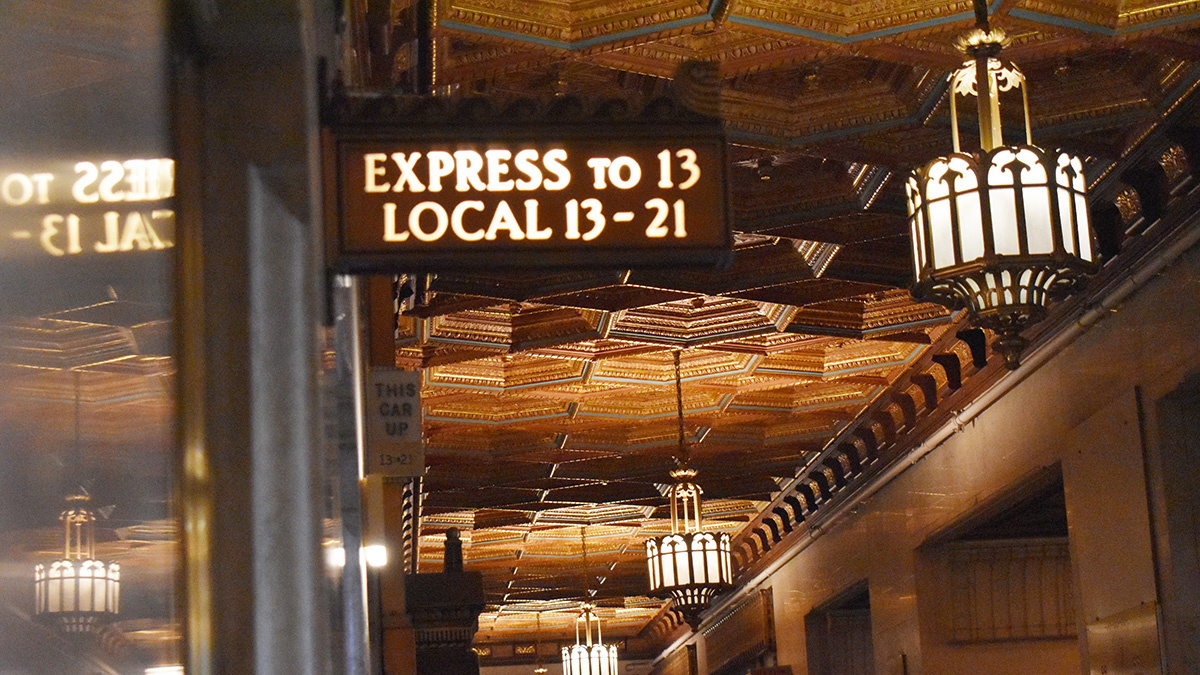 EXPRESS TO 13
LOCAL 13-21
THIS
CAR
UP
13-21